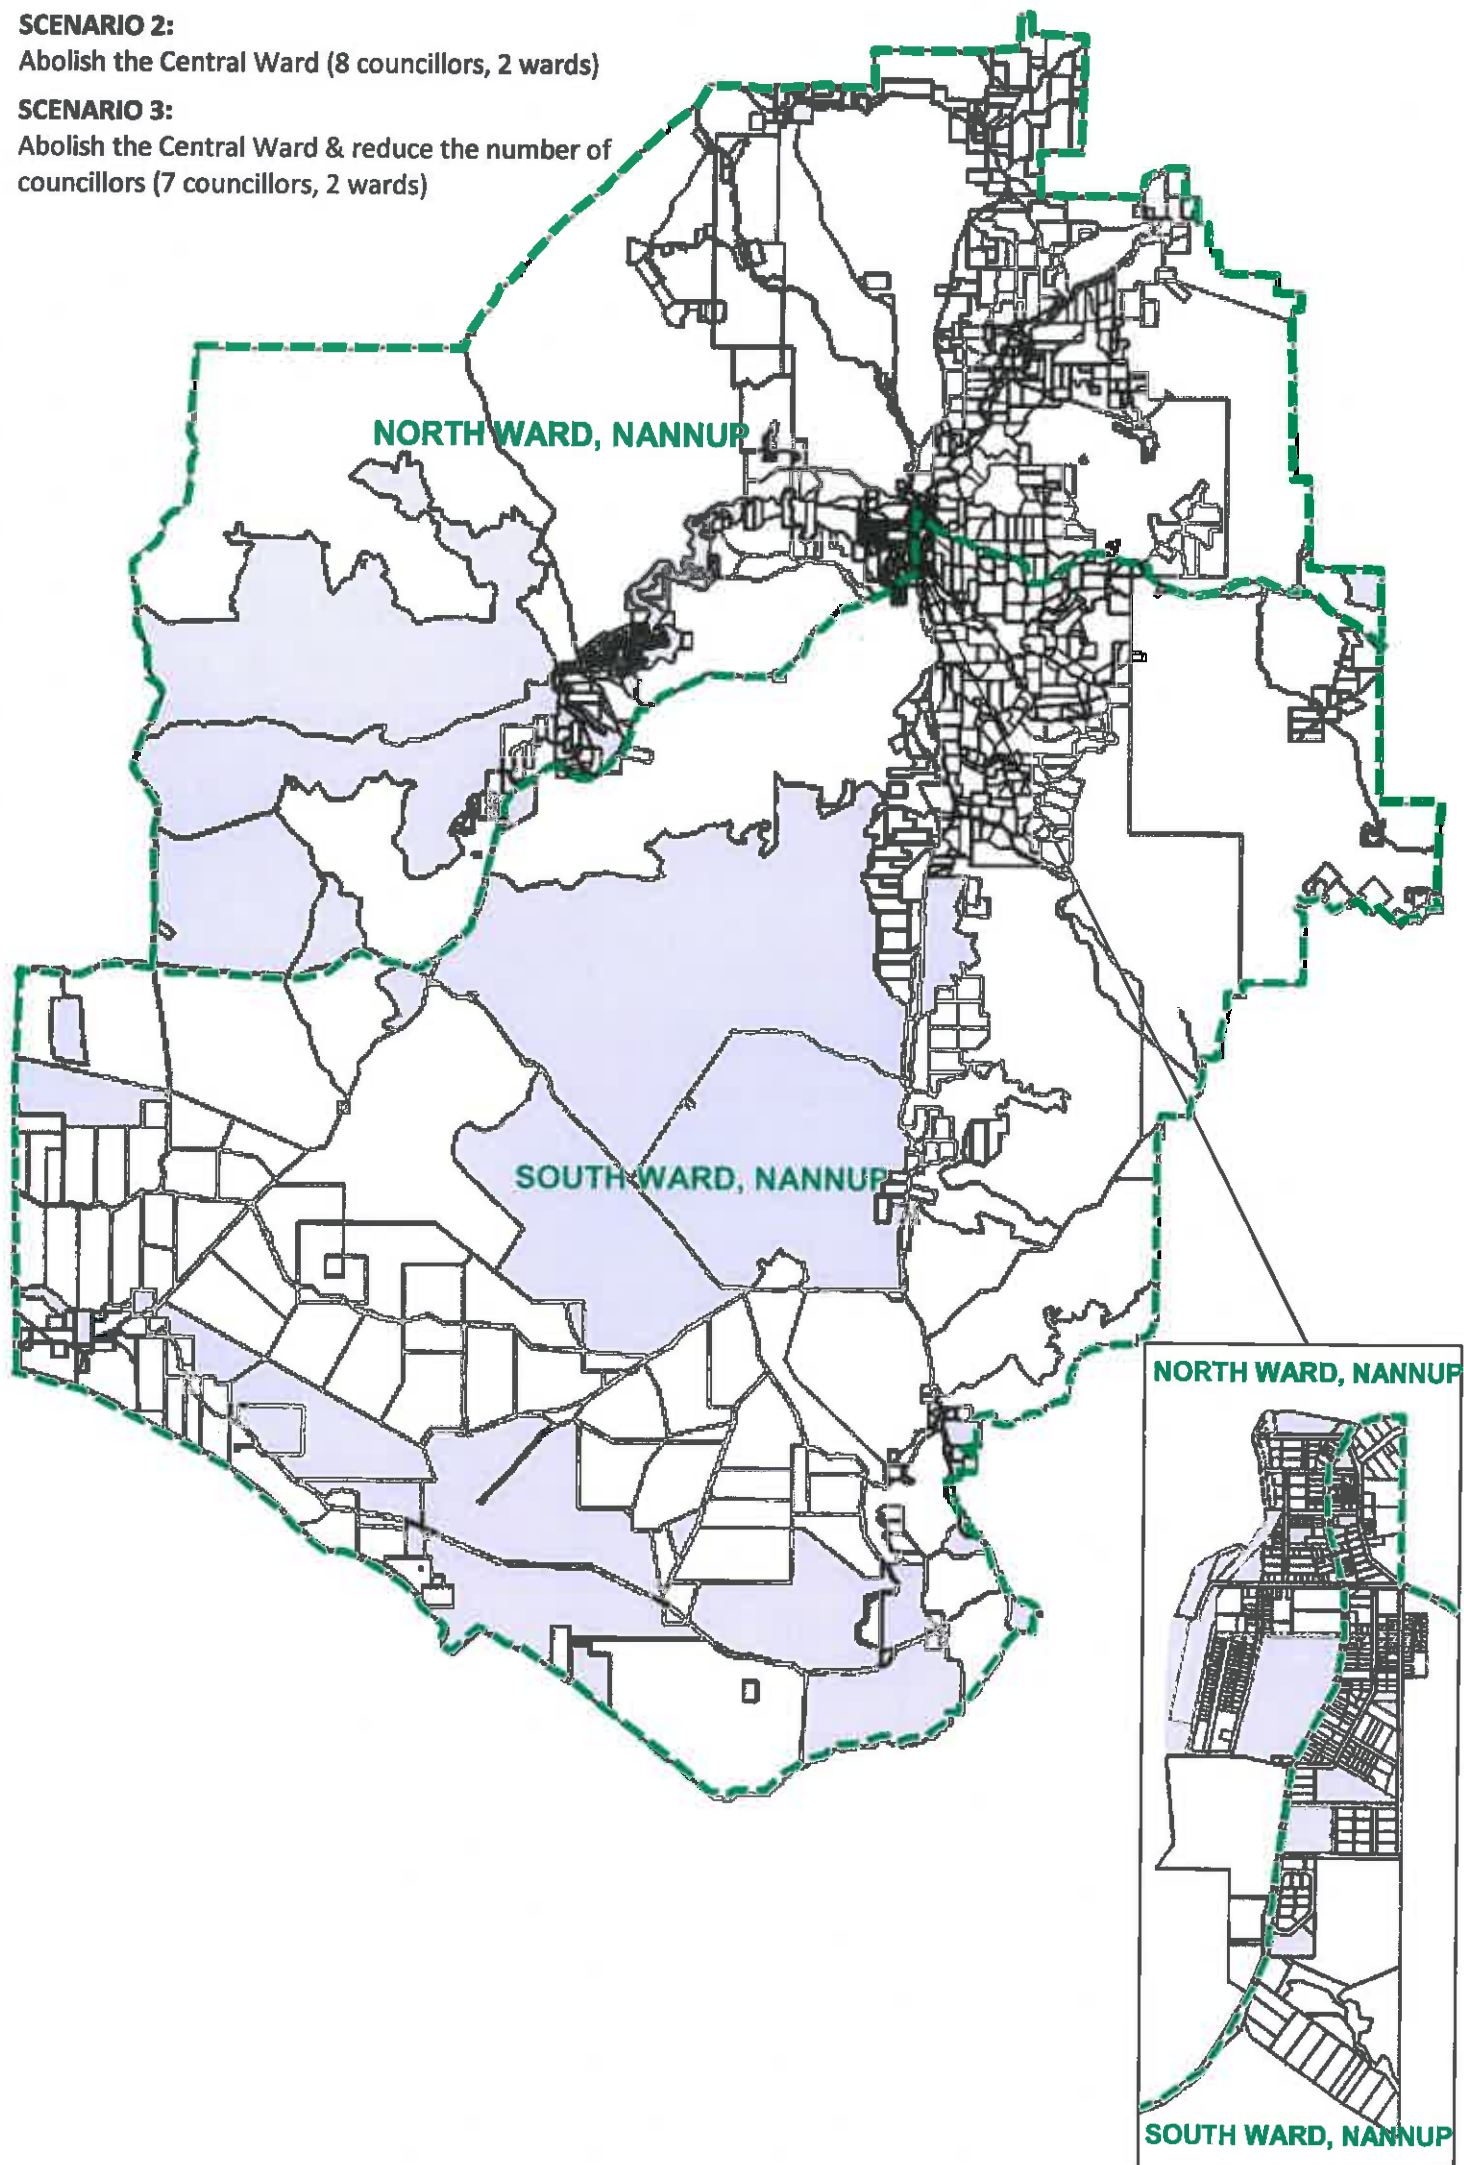 SCENARIO 2:
Abolish the Central Ward (8 councillors, 2 wards)
SCENARIO 3:
Abolish the Central Ward & reduce the number of
councillors (7 councillors, 2 wards)
NORTH WARD, NANNUP
SOUTH WARD, NANNUP
NORTH WARD, NANNUP
SOUTH WARD, NANNUP